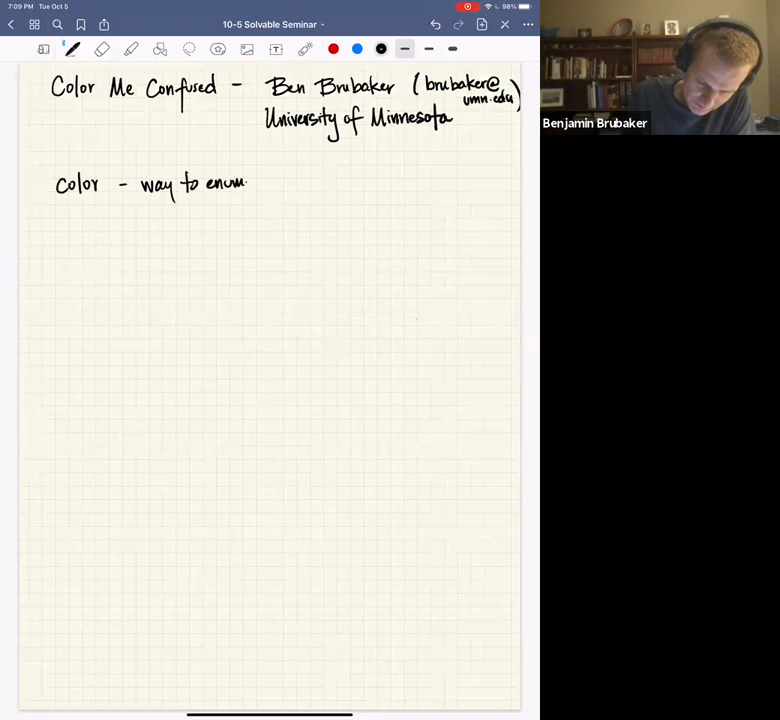 7:09 PM Tue Oct 5
98%
10-5 Solvable Seminar
Color Me Confused - Ben Brubaker (brubaker@
umn.edu)
University of Minnesota
Color - way to enum
Benjamin Brubaker